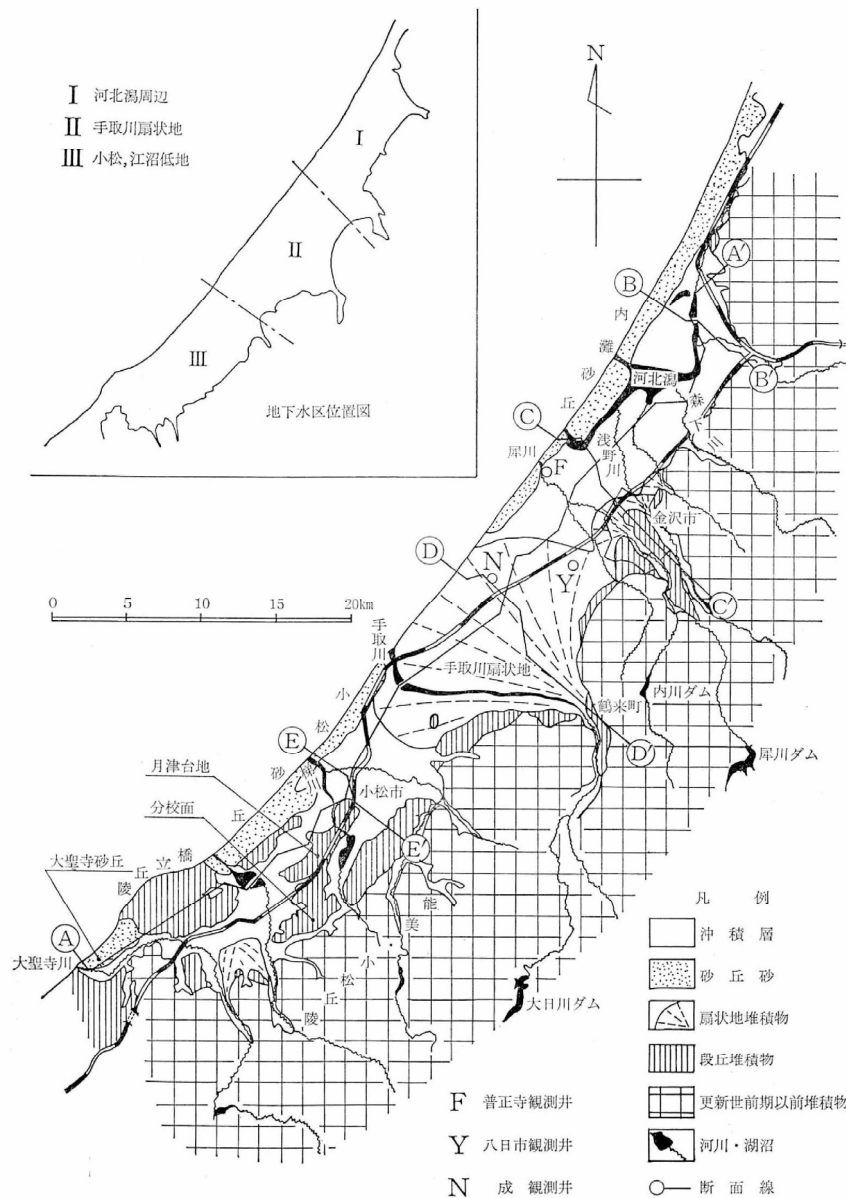 I 河北潟周辺
II 手取川扇状地
III 小松,江沼低地
I
II
III
地下水区位置図
N
A'
B
B'
内灘砂丘
河北潟
森下川
C
浅野川
犀川
F
金沢市
D
N
Y
C'
0 5 10 15 20km
手取川
手取川扇状地
内川ダム
鶴来町
D'
犀川ダム
小松砂丘
E
月津台地
小松市
分校面
E'
大聖寺砂丘
橋立丘陵
A
大聖寺川
能美
小松丘陵
大日川ダム
凡例
沖積層
砂丘砂
扇状地堆積物
段丘堆積物
更新世前期以前堆積物
河川・湖沼
断面線
F 普正寺観測井
Y 八日市観測井
N 成 観測井